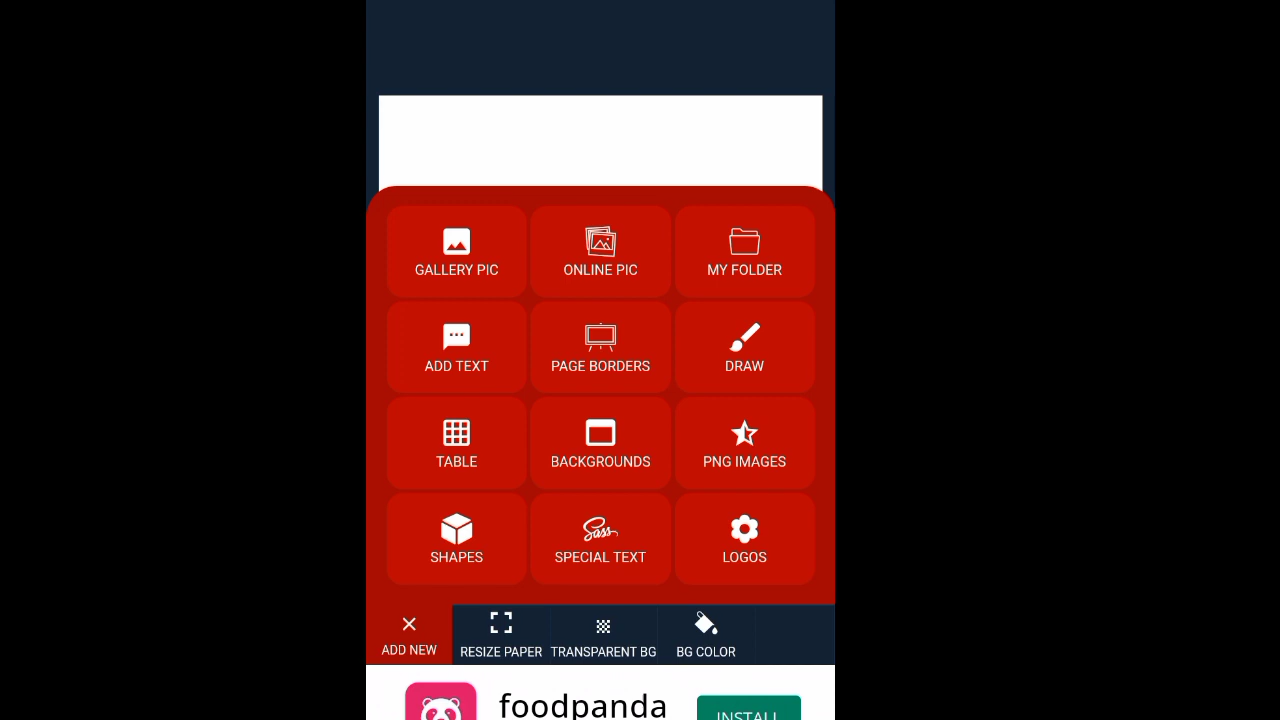 GALLERY PIC
ONLINE PIC
MY FOLDER
ADD TEXT
PAGE BORDERS
DRAW
TABLE
BACKGROUNDS
PNG IMAGES
SHAPES
Sass
SPECIAL TEXT
LOGOS
ADD NEW
RESIZE PAPER
TRANSPARENT BG
BG COLOR
foodpanda
INSTALL